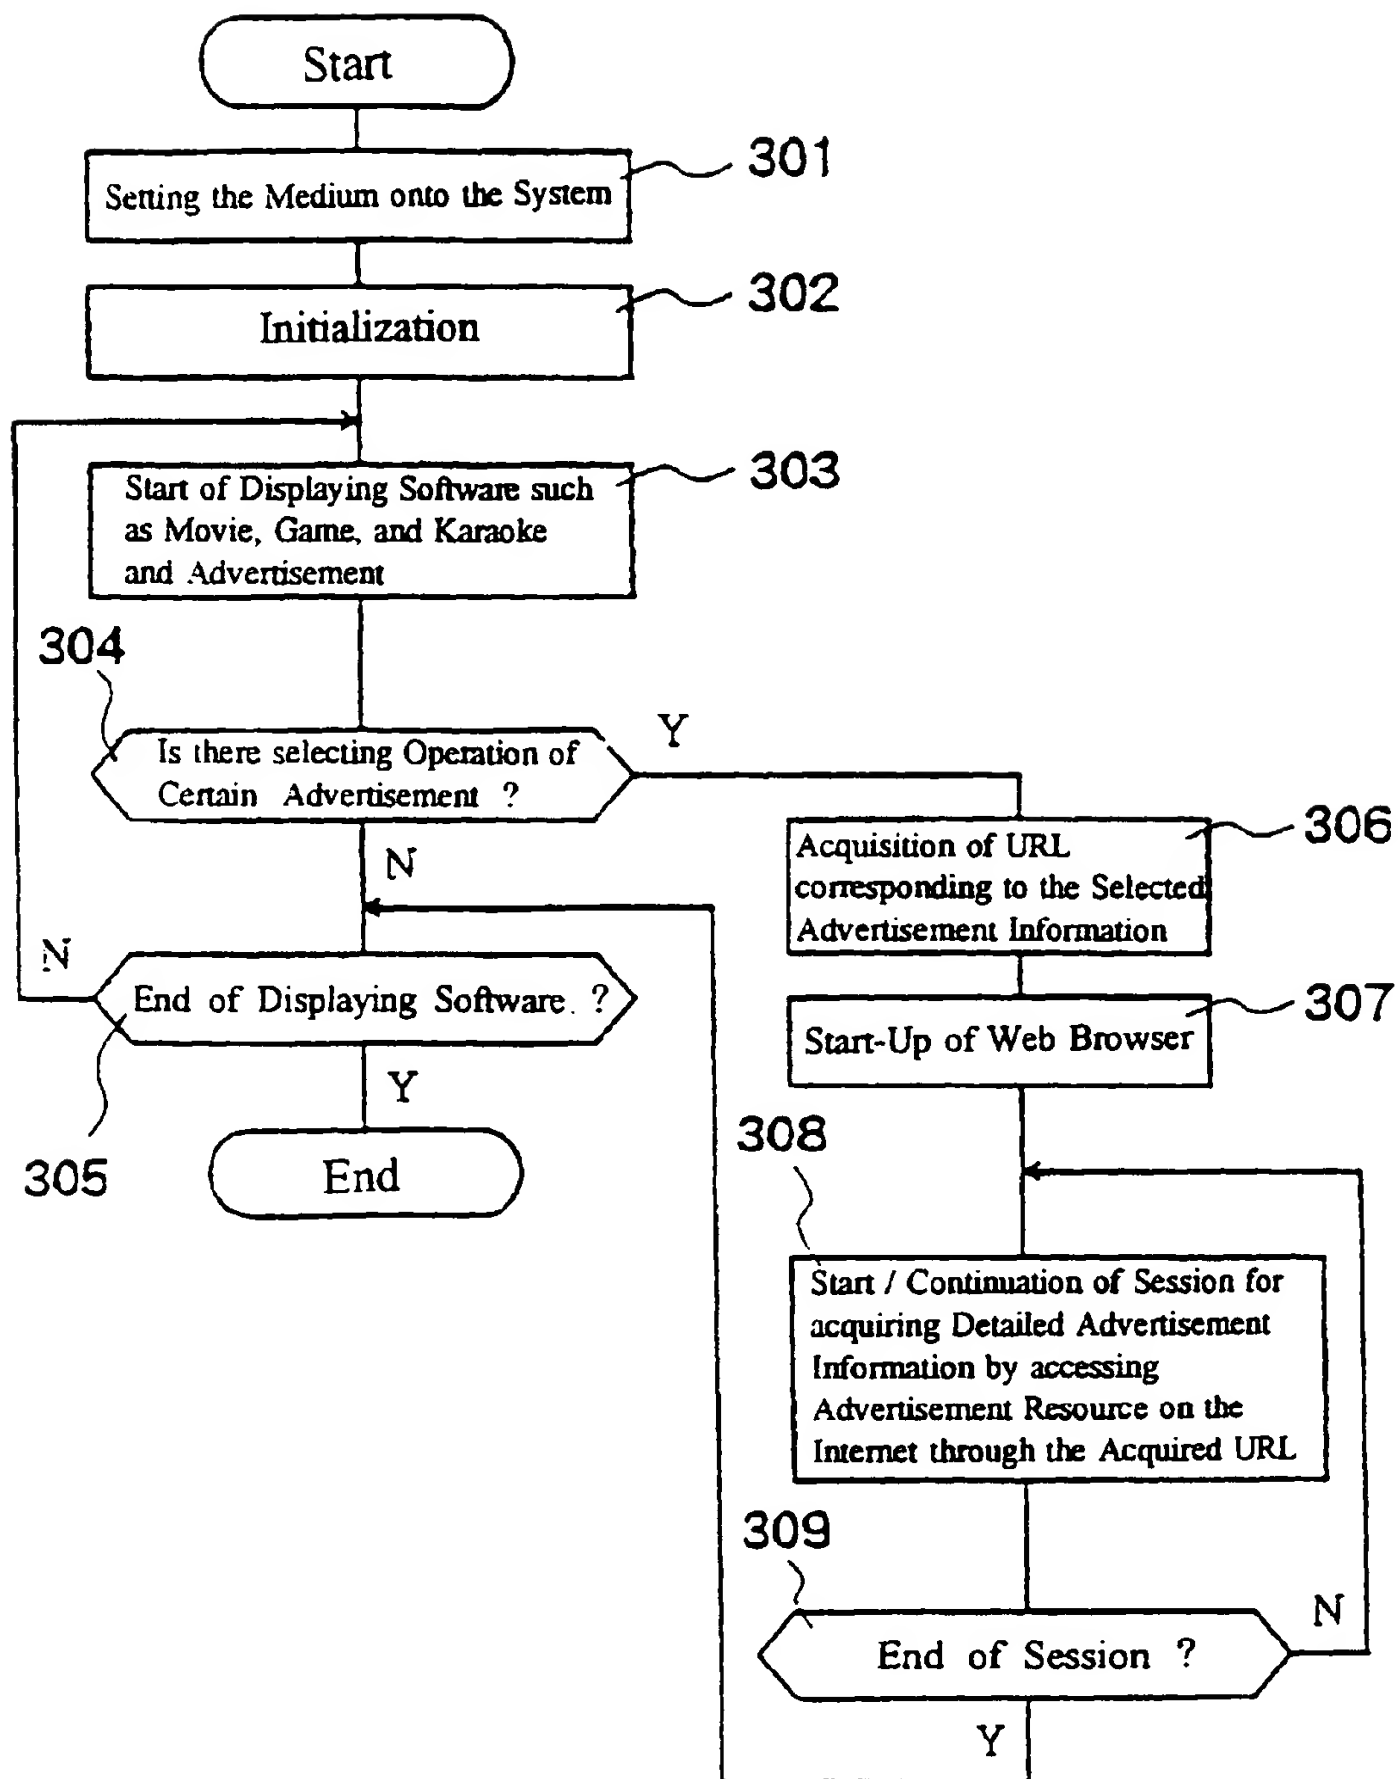 Start
301
Setting the Medium onto the System
302
Initialization
303
Start of Displaying Software such
as Movie, Game, and Karaoke
and Advertisement
304
Y
Is there selecting Operation of
Certain Advertisement ?
N
306
Acquisition of URL
corresponding to the Selected
Advertisement Information
N
End of Displaying Software. ?
307
Start-Up of Web Browser
Y
305
End
308
Start / Continuation of Session for
acquiring Detailed Advertisement
Information by accessing
Advertisement Resource on the
Internet through the Acquired URL
309
N
End of Session ?
Y